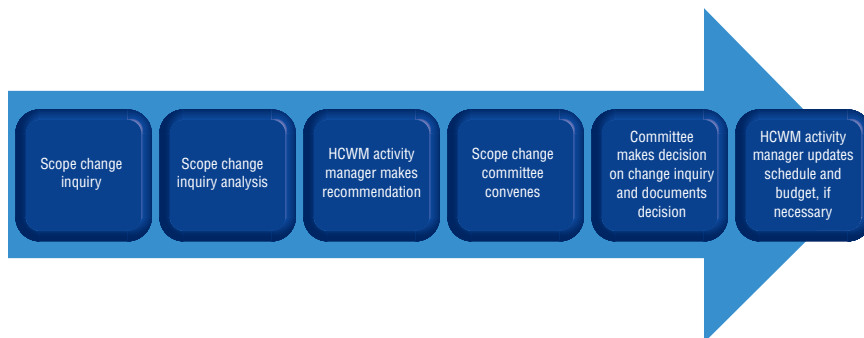 Scope change
inquiry
Scope change
inquiry analysis
HCWM activity
manager makes
recommendation
Scope change
committee
convenes
Committee
makes decision
on change inquiry
and documents
decision
HCWM activity
manager updates
schedule and
budget, if
necessary